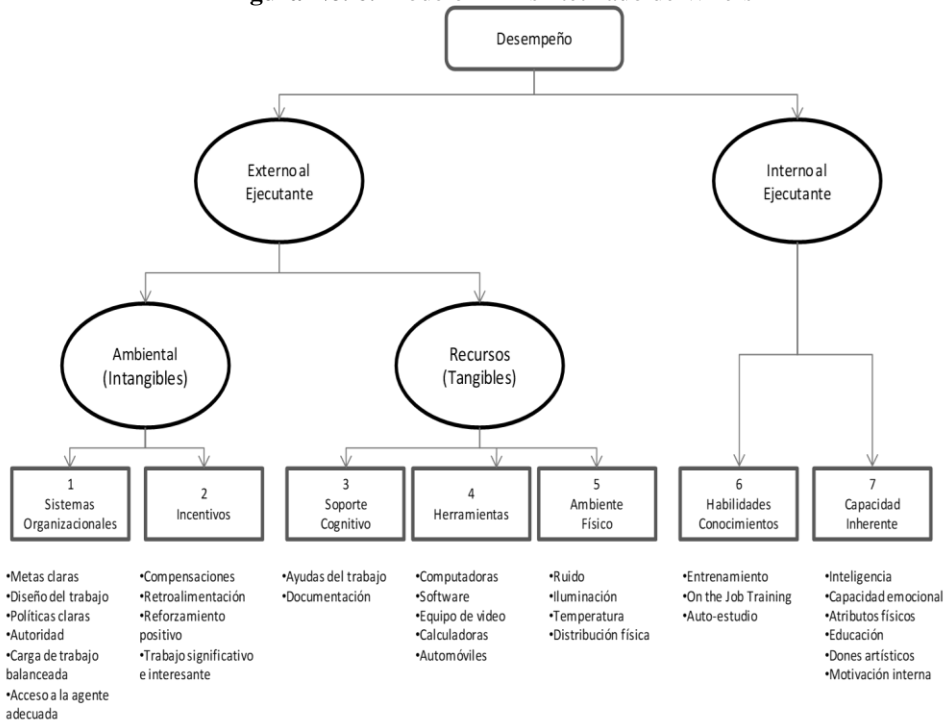 Desempeño
Externo al
Ejecutante
Interno al
Ejecutante
Ambiental
(Intangibles)
Recursos
(Tangibles)
1
Sistemas
Organizacionales
2
Incentivos
3
Soporte
Cognitivo
4
Herramientas
5
Ambiente
Físico
6
Habilidades
Conocimientos
7
Capacidad
Inherente
•Metas claras
•Diseño del trabajo
•Políticas claras
•Autoridad
•Carga de trabajo
balanceada
•Acceso a la agente
adecuada
•Compensaciones
•Retroalimentación
•Reforzamiento
positivo
•Trabajo significativo
e interesante
•Ayudas del trabajo
•Documentación
•Computadoras
•Software
•Equipo de video
•Calculadoras
•Automóviles
•Ruido
•Iluminación
•Temperatura
•Distribución física
•Entrenamiento
•On the Job Training
•Auto-estudio
•Inteligencia
•Capacidad emocional
•Atributos físicos
•Educación
•Dones artísticos
•Motivación interna